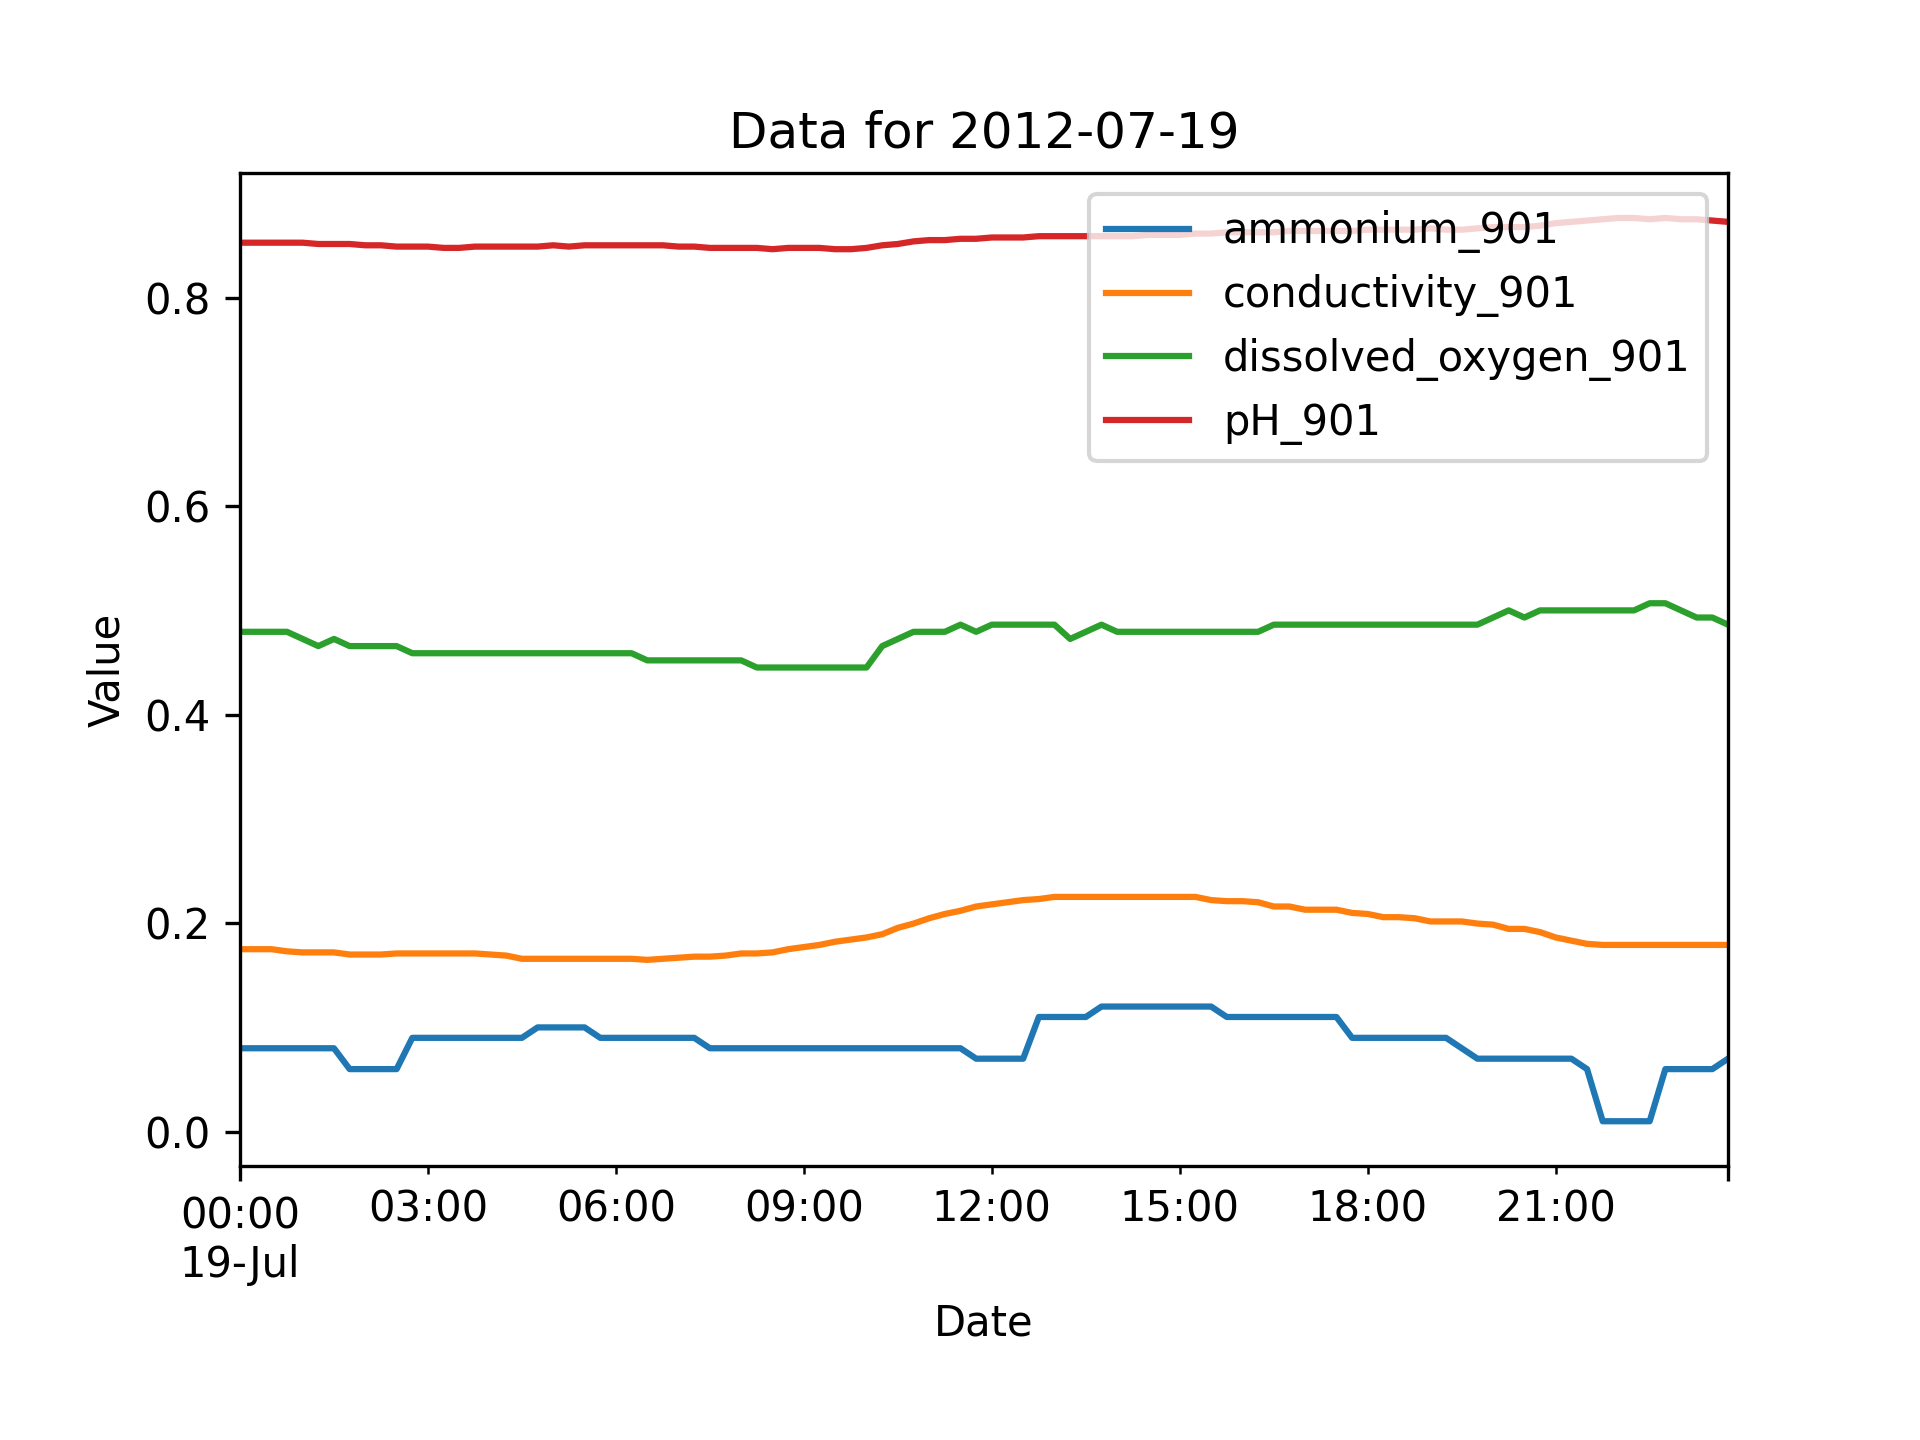 Data for 2012-07-19
ammonium_901
conductivity_901
dissolved_oxygen_901
pH_901
Value
0.8
0.6
0.4
0.2
0.0
00:00 03:00 06:00 09:00 12:00 15:00 18:00 21:00
19-Jul
Date